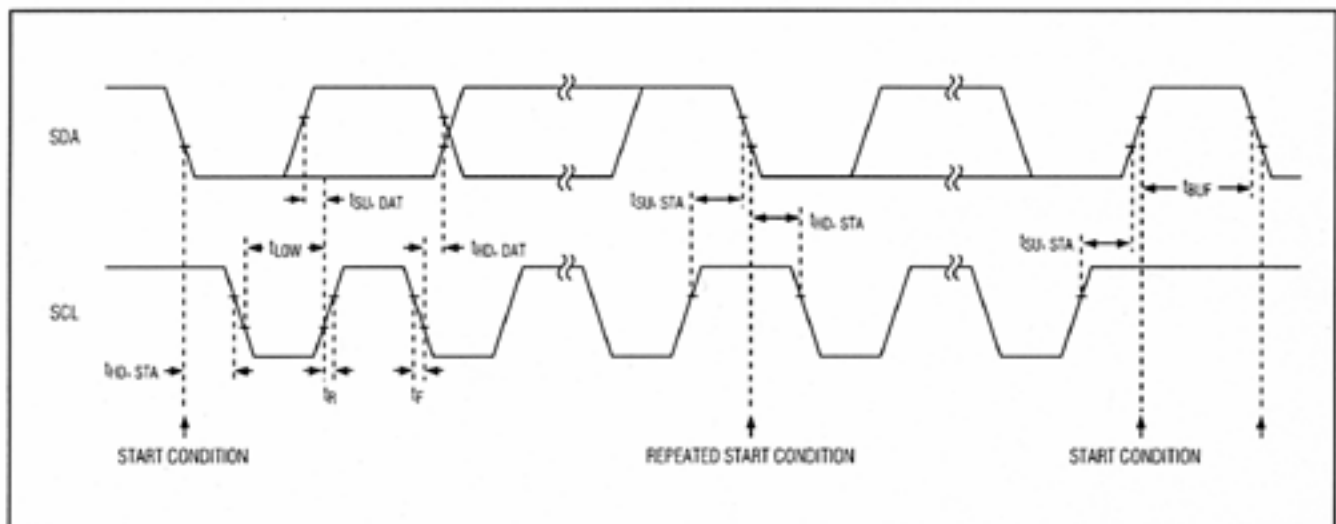 SDA
tSU, DAT
tSU, STA
tBUF
tHD, STA
tLOW
tHD, DAT
tSU, STA
SCL
tHD, STA
tR
tF
START CONDITION
REPEATED START CONDITION
START CONDITION